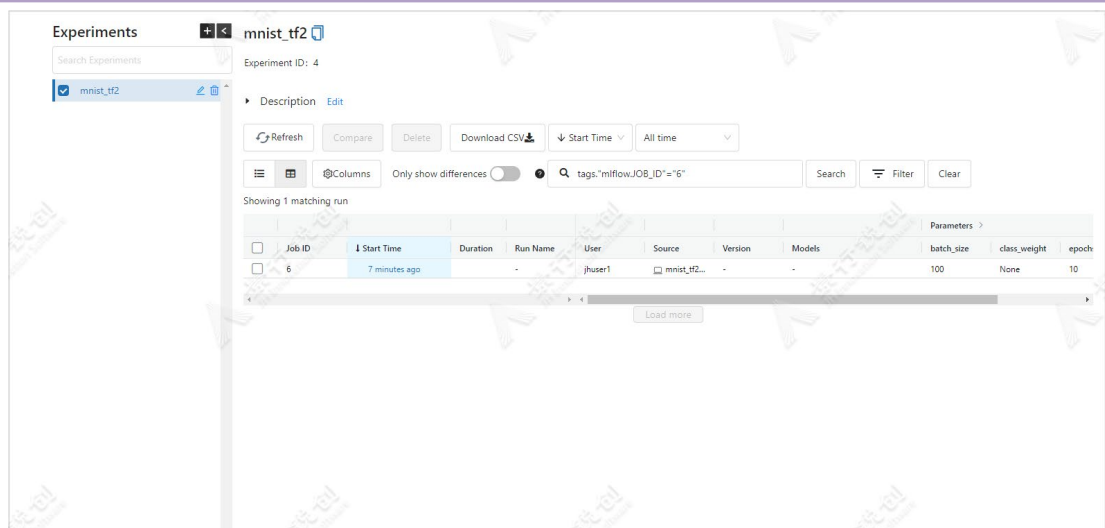 Experiments
Search Experiments
mnist_tf2
mnist_tf2
Experiment ID: 4
Description Edit
Refresh Compare Delete Download CSV Start Time All time
Columns Only show differences tags."mlflow.JOB_ID"="6" Search Filter Clear
Showing 1 matching run
Parameters
Job ID Start Time Duration Run Name User Source Version Models batch_size class_weight epochs
6 7 minutes ago - jhuser1 mnist_tf2... - - 100 None 10
Load more